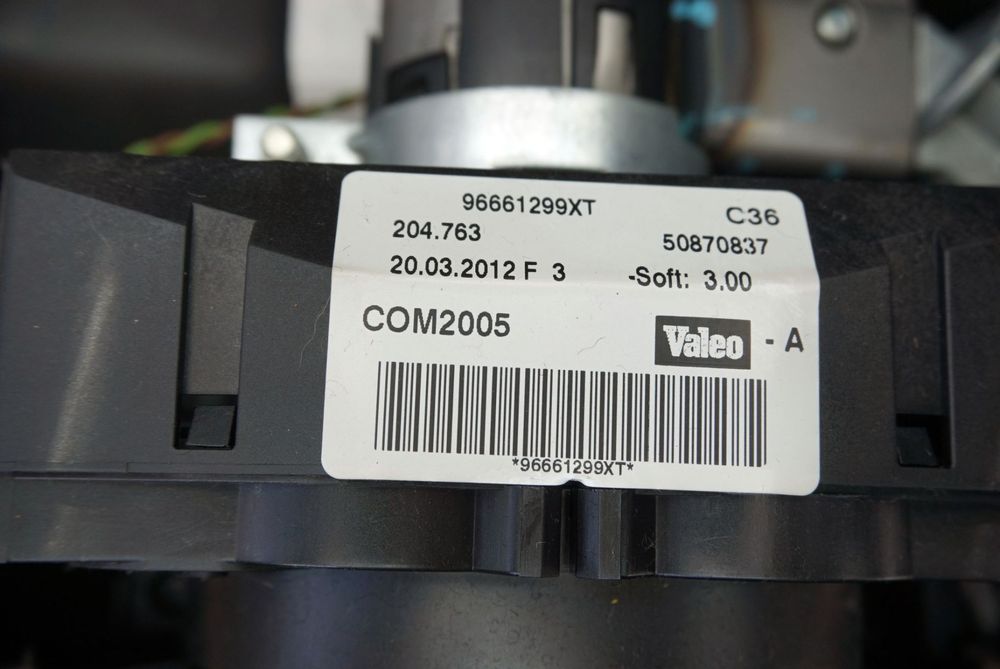 96661299XT
C36
204.763
50870837
20.03.2012 F 3
-Soft: 3.00
COM2005
Valeo - A
*96661299XT*